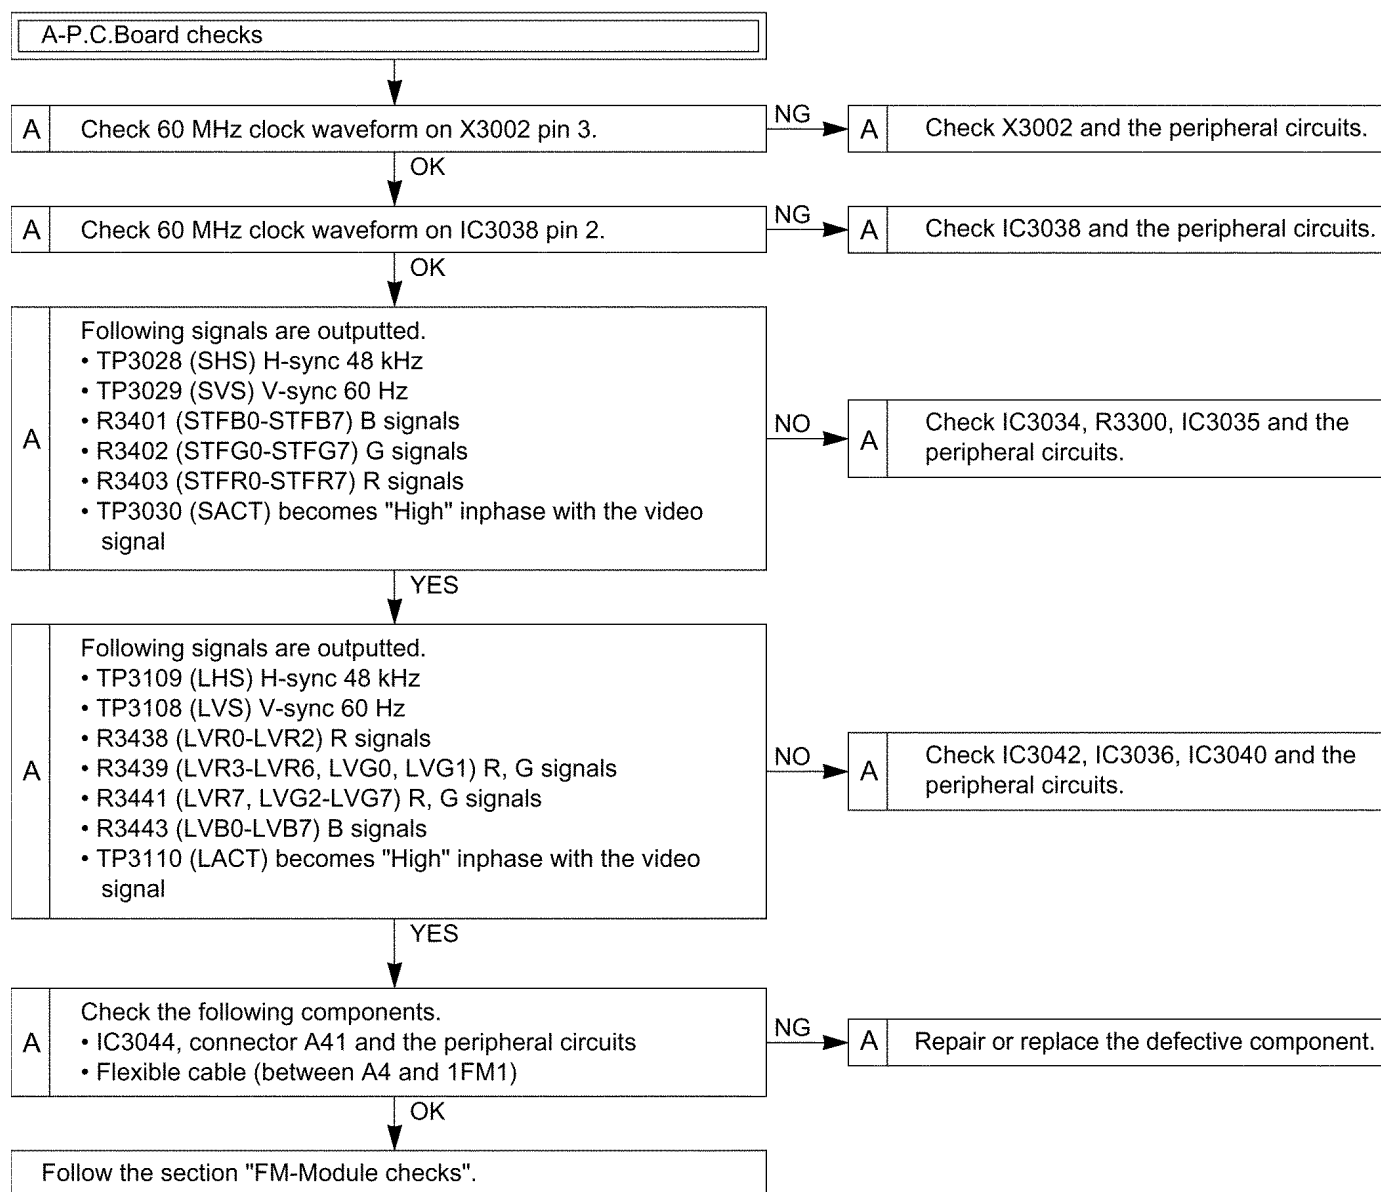 A-P.C.Board checks
A
Check 60 MHz clock waveform on X3002 pin 3.
NG
A
Check X3002 and the peripheral circuits.
OK
A
Check 60 MHz clock waveform on IC3038 pin 2.
NG
A
Check IC3038 and the peripheral circuits.
OK
A
Following signals are outputted.
• TP3028 (SHS) H-sync 48 kHz
• TP3029 (SVS) V-sync 60 Hz
• R3401 (STFB0-STFB7) B signals
• R3402 (STFG0-STFG7) G signals
• R3403 (STFR0-STFR7) R signals
• TP3030 (SACT) becomes "High" inphase with the video
signal
NO
A
Check IC3034, R3300, IC3035 and the
peripheral circuits.
YES
A
Following signals are outputted.
• TP3109 (LHS) H-sync 48 kHz
• TP3108 (LVS) V-sync 60 Hz
• R3438 (LVR0-LVR2) R signals
• R3439 (LVR3-LVR6, LVG0, LVG1) R, G signals
• R3441 (LVR7, LVG2-LVG7) R, G signals
• R3443 (LVB0-LVB7) B signals
• TP3110 (LACT) becomes "High" inphase with the video
signal
NO
A
Check IC3042, IC3036, IC3040 and the
peripheral circuits.
YES
A
Check the following components.
• IC3044, connector A41 and the peripheral circuits
• Flexible cable (between A4 and 1FM1)
NG
A
Repair or replace the defective component.
OK
Follow the section "FM-Module checks".